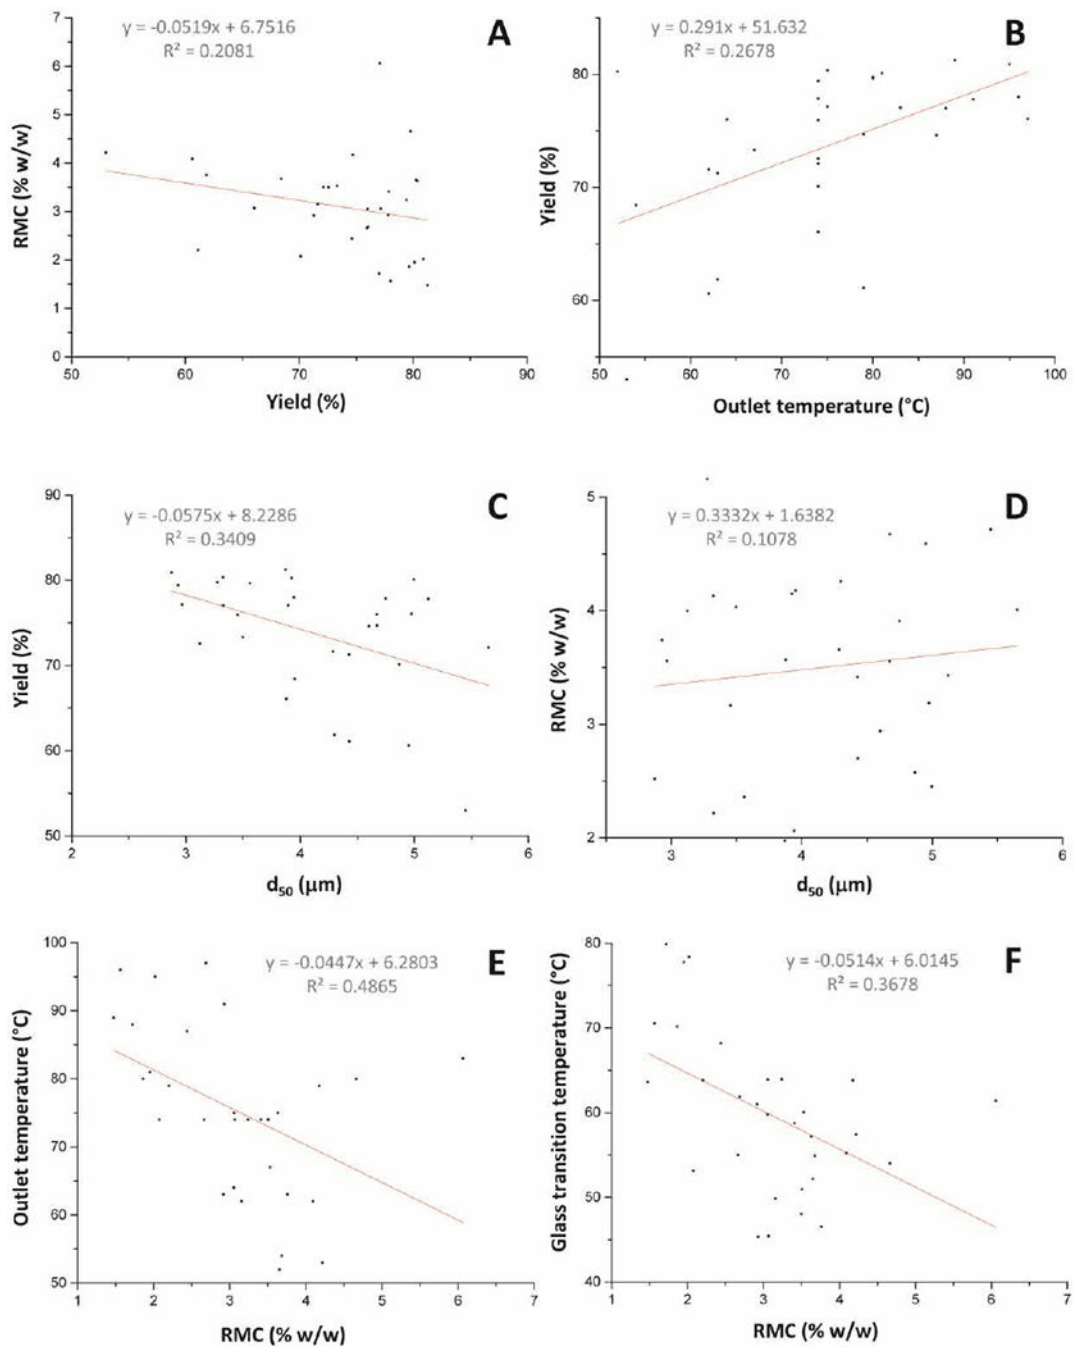 A
y = -0.0519x + 6.7516
R² = 0.2081
RMC (% w/w)
7
6
5
4
3
2
1
0
50 60 70 80 90
Yield (%)
B
y = 0.291x + 51.632
R² = 0.2678
Yield (%)
80
70
60
50 60 70 80 90 100
Outlet temperature (°C)
C
y = -0.0575x + 8.2286
R² = 0.3409
Yield (%)
90
80
70
60
50
2 3 4 5 6
d₅₀ (μm)
D
y = 0.3332x + 1.6382
R² = 0.1078
RMC (% w/w)
5
4
3
2
3 4 5 6
d₅₀ (μm)
E
y = -0.0447x + 6.2803
R² = 0.4865
Outlet temperature (°C)
100
90
80
70
60
50
1 2 3 4 5 6 7
RMC (% w/w)
F
y = -0.0514x + 6.0145
R² = 0.3678
Glass transition temperature (°C)
80
70
60
50
40
1 2 3 4 5 6 7
RMC (% w/w)